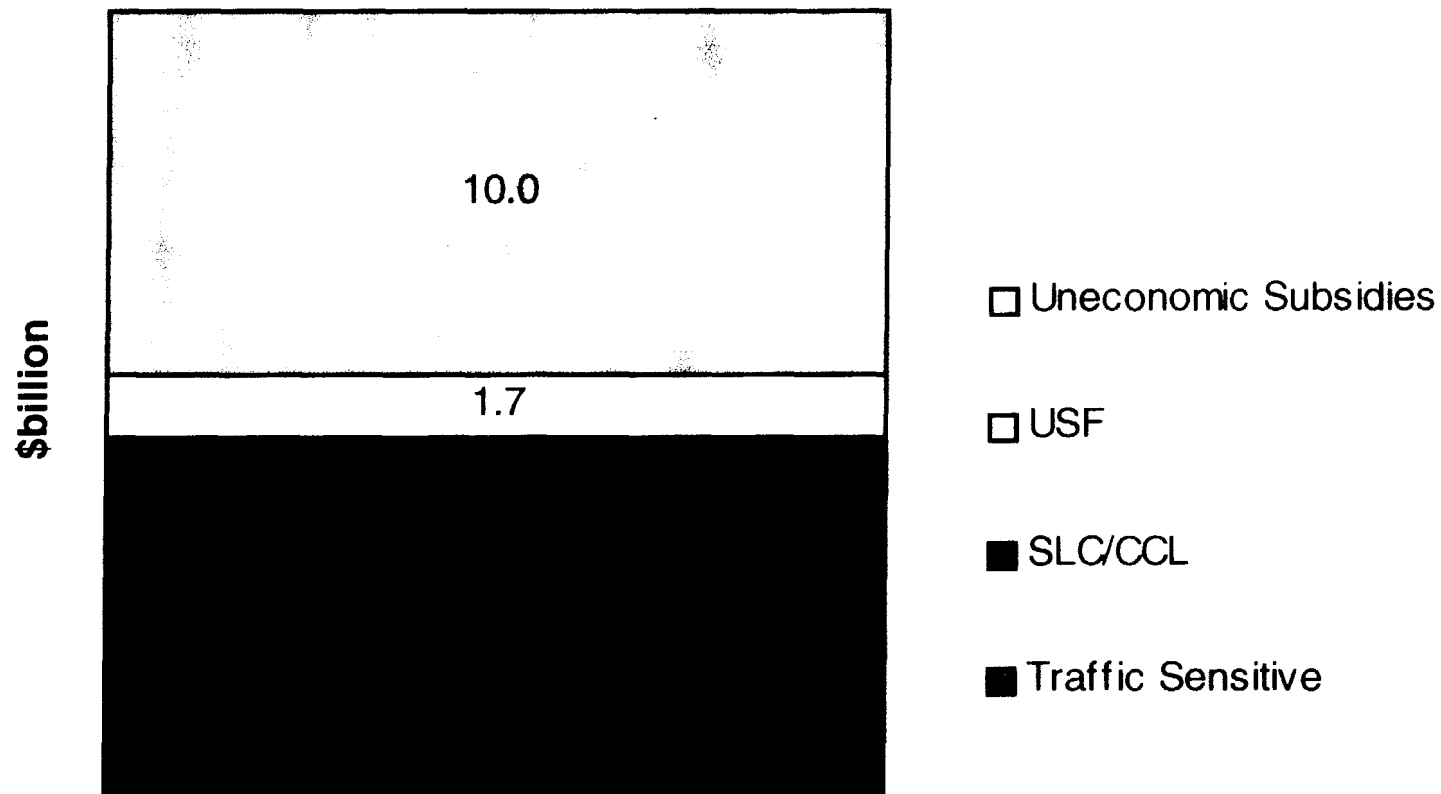 $billion
10.0
1.7
Uneconomic Subsidies
USF
SLC/CCL
Traffic Sensitive